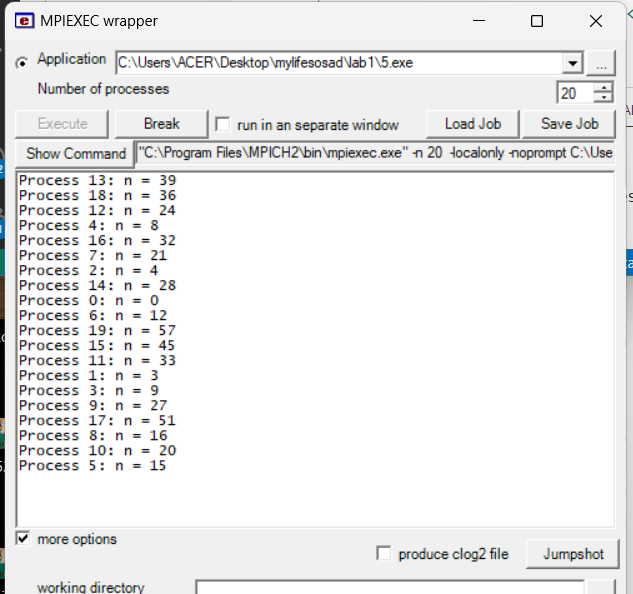 MPIEXEC wrapper
Application C:\Users\ACER\Desktop\mylifesosad\lab1\5.exe ...
Number of processes 20
Execute Break run in an separate window Load Job Save Job
Show Command "C:\Program Files\MPICH2\bin\mpiexec.exe" -n 20 -localonly -noprompt C:\Use
Process 13: n = 39
Process 18: n = 36
Process 12: n = 24
Process 4: n = 8
Process 16: n = 32
Process 7: n = 21
Process 2: n = 4
Process 14: n = 28
Process 0: n = 0
Process 6: n = 12
Process 19: n = 57
Process 15: n = 45
Process 11: n = 33
Process 1: n = 3
Process 3: n = 9
Process 9: n = 27
Process 17: n = 51
Process 8: n = 16
Process 10: n = 20
Process 5: n = 15
more options
produce clog2 file Jumpshot
working directory